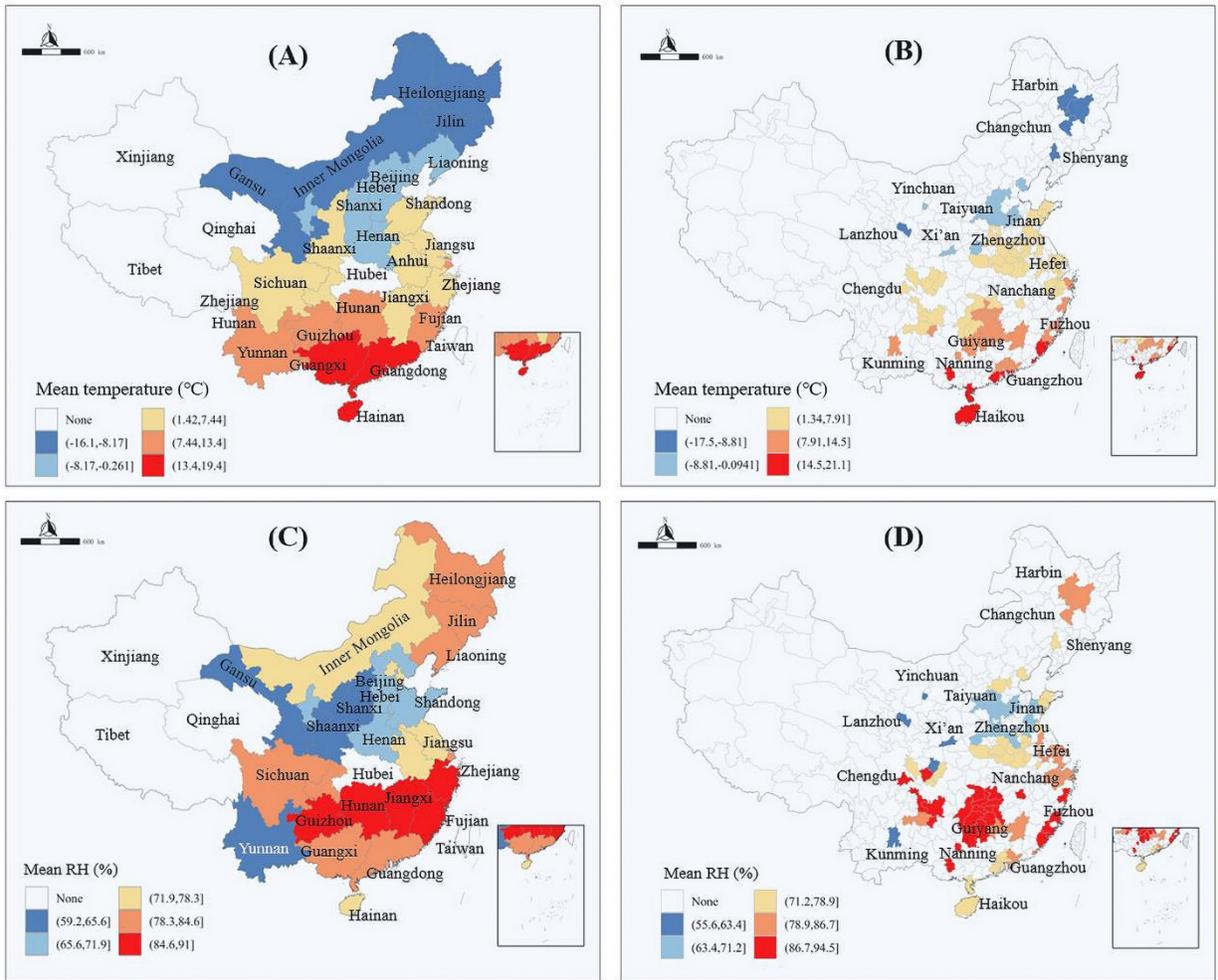 (A)
N
600 km
Heilongjiang
Jilin
Liaoning
Inner Mongolia
Beijing
Hebei
Xinjiang
Gansu
Shanxi
Shandong
Qinghai
Henan
Jiangsu
Shaanxi
Anhui
Tibet
Hubei
Sichuan
Zhejiang
Zhejiang
Jiangxi
Hunan
Hunan
Fujian
Guizhou
Taiwan
Yunnan
Guangxi
Guangdong
Hainan
Mean temperature (°C)
None (1.42,7.44]
(-16.1,-8.17] (7.44,13.4]
(-8.17,-0.261] (13.4,19.4]
(B)
N
600 km
Harbin
Changchun
Shenyang
Yinchuan
Taiyuan
Jinan
Lanzhou
Xi’an
Zhengzhou
Hefei
Chengdu
Nanchang
Fuzhou
Guiyang
Kunming
Nanning
Guangzhou
Haikou
Mean temperature (°C)
None (1.34,7.91]
(-17.5,-8.81] (7.91,14.5]
(-8.81,-0.0941] (14.5,21.1]
(C)
N
600 km
Heilongjiang
Jilin
Inner Mongolia
Liaoning
Xinjiang
Gansu
Beijing
Hebei
Shandong
Shanxi
Qinghai
Shaanxi
Tibet
Henan
Jiangsu
Sichuan
Hubei
Zhejiang
Jiangxi
Hunan
Guizhou
Fujian
Yunnan
Guangxi
Taiwan
Guangdong
Hainan
Mean RH (%)
None (71.9,78.3]
(59.2,65.6] (78.3,84.6]
(65.6,71.9] (84.6,91]
(D)
N
600 km
Harbin
Changchun
Shenyang
Yinchuan
Taiyuan
Jinan
Lanzhou
Xi’an
Zhengzhou
Hefei
Chengdu
Nanchang
Fuzhou
Guiyang
Kunming
Nanning
Guangzhou
Haikou
Mean RH (%)
None (71.2,78.9]
(55.6,63.4] (78.9,86.7]
(63.4,71.2] (86.7,94.5]